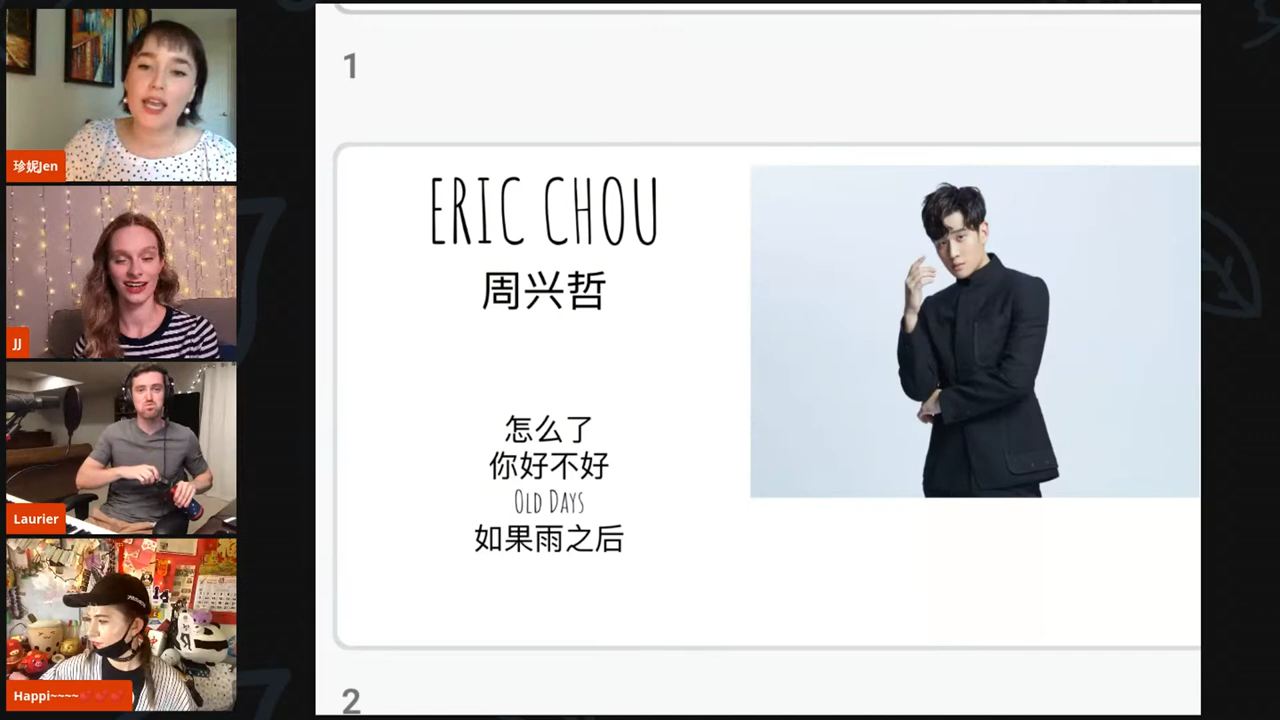 珍妮Jen
JJ
Laurier
Happi~~~~
1
ERIC CHOU
周兴哲
怎么了
你好不好
OLD DAYS
如果雨之后
2